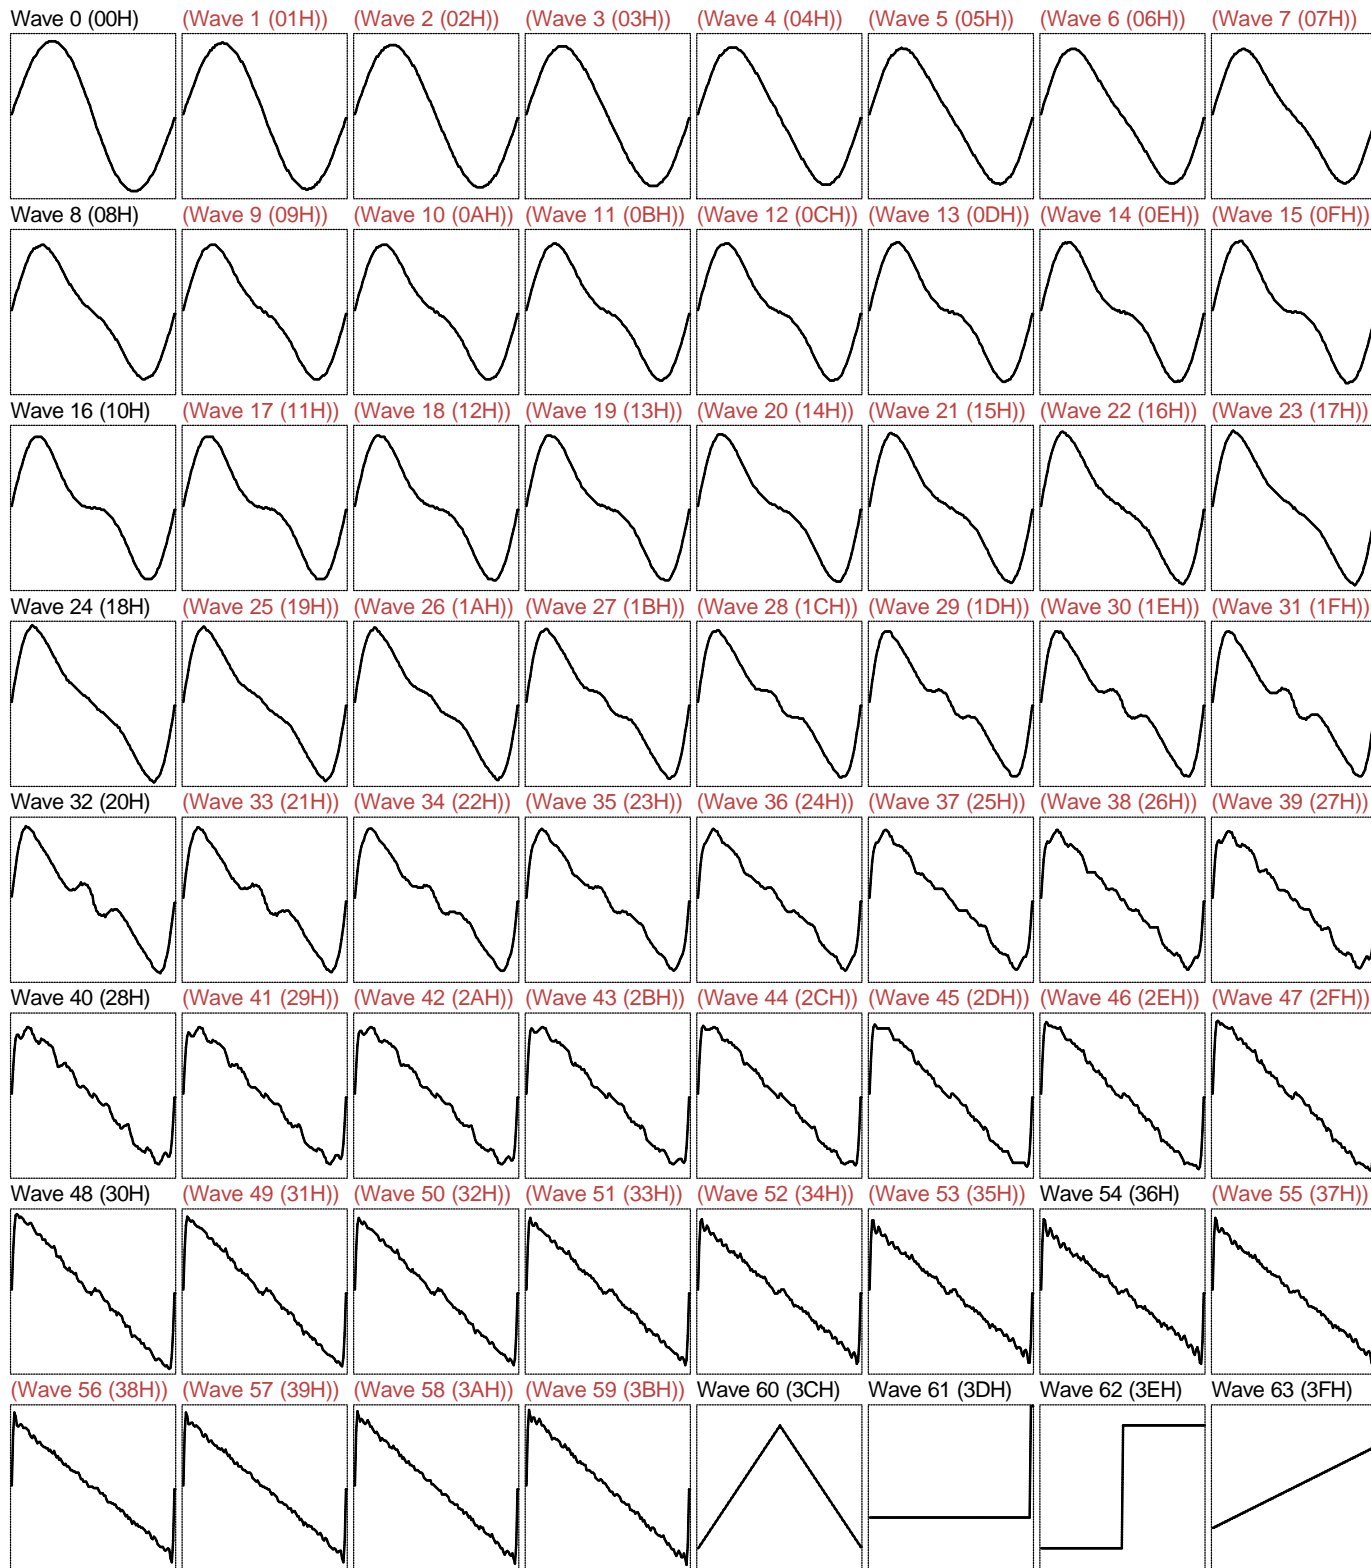 Wave 0 (00H) (Wave 1 (01H)) (Wave 2 (02H)) (Wave 3 (03H)) (Wave 4 (04H)) (Wave 5 (05H)) (Wave 6 (06H)) (Wave 7 (07H))
Wave 8 (08H) (Wave 9 (09H)) (Wave 10 (0AH)) (Wave 11 (0BH)) (Wave 12 (0CH)) (Wave 13 (0DH)) (Wave 14 (0EH)) (Wave 15 (0FH))
Wave 16 (10H) (Wave 17 (11H)) (Wave 18 (12H)) (Wave 19 (13H)) (Wave 20 (14H)) (Wave 21 (15H)) (Wave 22 (16H)) (Wave 23 (17H))
Wave 24 (18H) (Wave 25 (19H)) (Wave 26 (1AH)) (Wave 27 (1BH)) (Wave 28 (1CH)) (Wave 29 (1DH)) (Wave 30 (1EH)) (Wave 31 (1FH))
Wave 32 (20H) (Wave 33 (21H)) (Wave 34 (22H)) (Wave 35 (23H)) (Wave 36 (24H)) (Wave 37 (25H)) (Wave 38 (26H)) (Wave 39 (27H))
Wave 40 (28H) (Wave 41 (29H)) (Wave 42 (2AH)) (Wave 43 (2BH)) (Wave 44 (2CH)) (Wave 45 (2DH)) (Wave 46 (2EH)) (Wave 47 (2FH))
Wave 48 (30H) (Wave 49 (31H)) (Wave 50 (32H)) (Wave 51 (33H)) (Wave 52 (34H)) (Wave 53 (35H)) Wave 54 (36H) (Wave 55 (37H))
(Wave 56 (38H)) (Wave 57 (39H)) (Wave 58 (3AH)) (Wave 59 (3BH)) Wave 60 (3CH) Wave 61 (3DH) Wave 62 (3EH) Wave 63 (3FH)